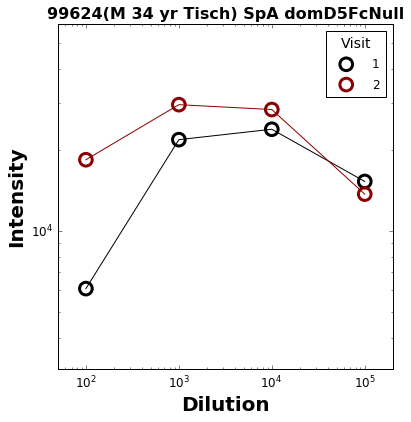 99624(M 34 yr Tisch) SpA domD5FcNull
Visit
1
2
Intensity
10^4
10^2 10^3 10^4 10^5
Dilution